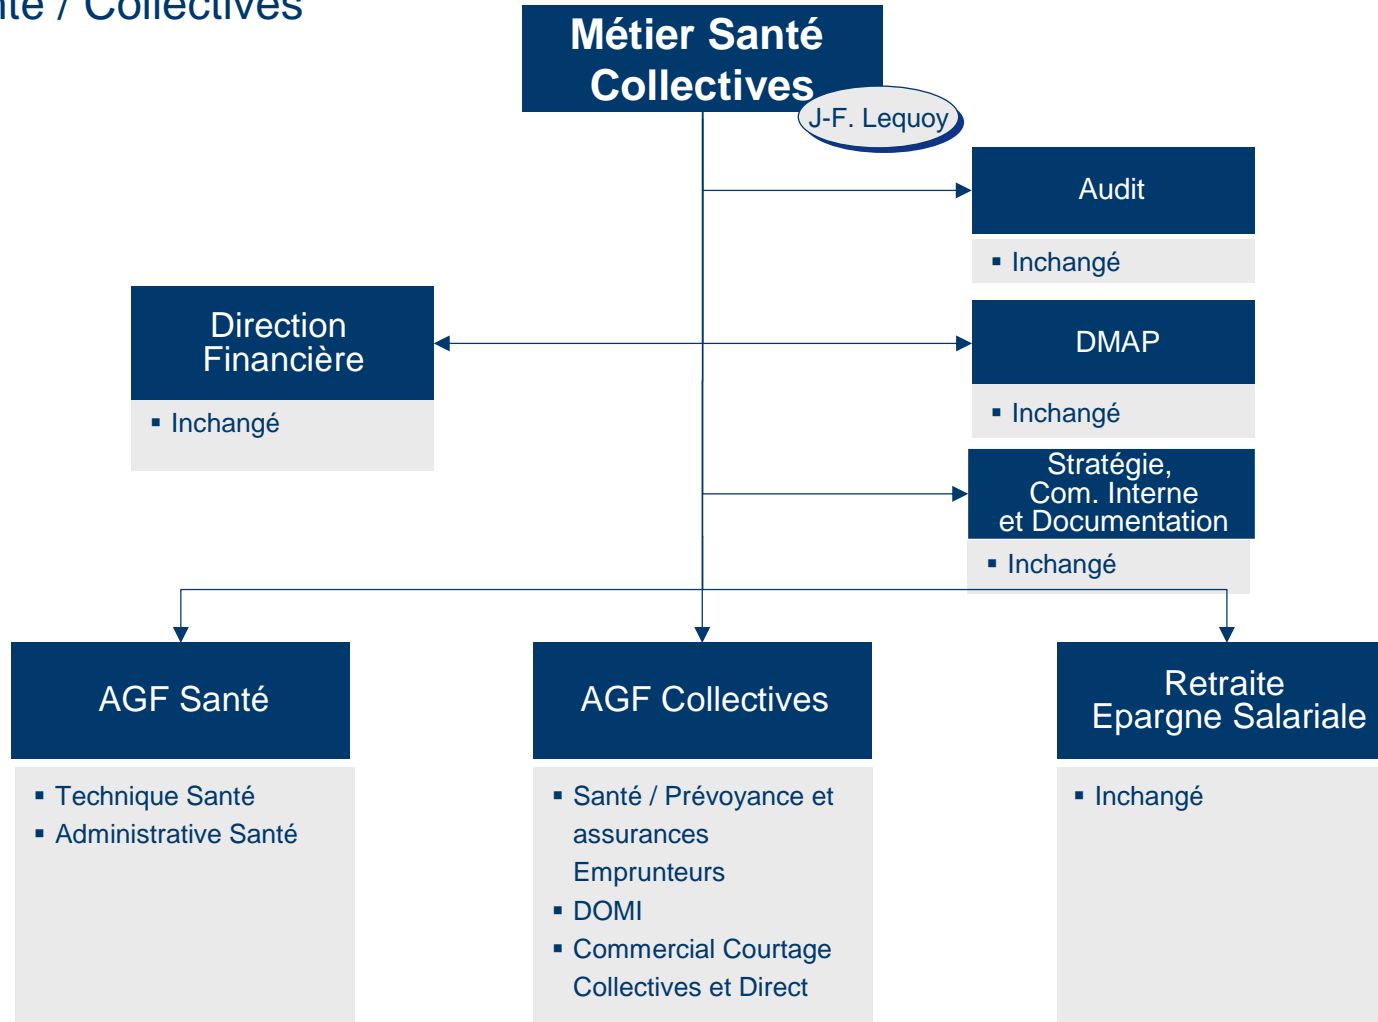 / Collectives
Métier Santé
Collectives
J-F. Lequoy
Audit
▪ Inchangé
Direction
Financière
▪ Inchangé
DMAP
▪ Inchangé
Stratégie,
Com. Interne
et Documentation
▪ Inchangé
AGF Santé
▪ Technique Santé
▪ Administrative Santé
AGF Collectives
▪ Santé / Prévoyance et
assurances
Emprunteurs
▪ DOMI
▪ Commercial Courtage
Collectives et Direct
Retraite
Epargne Salariale
▪ Inchangé